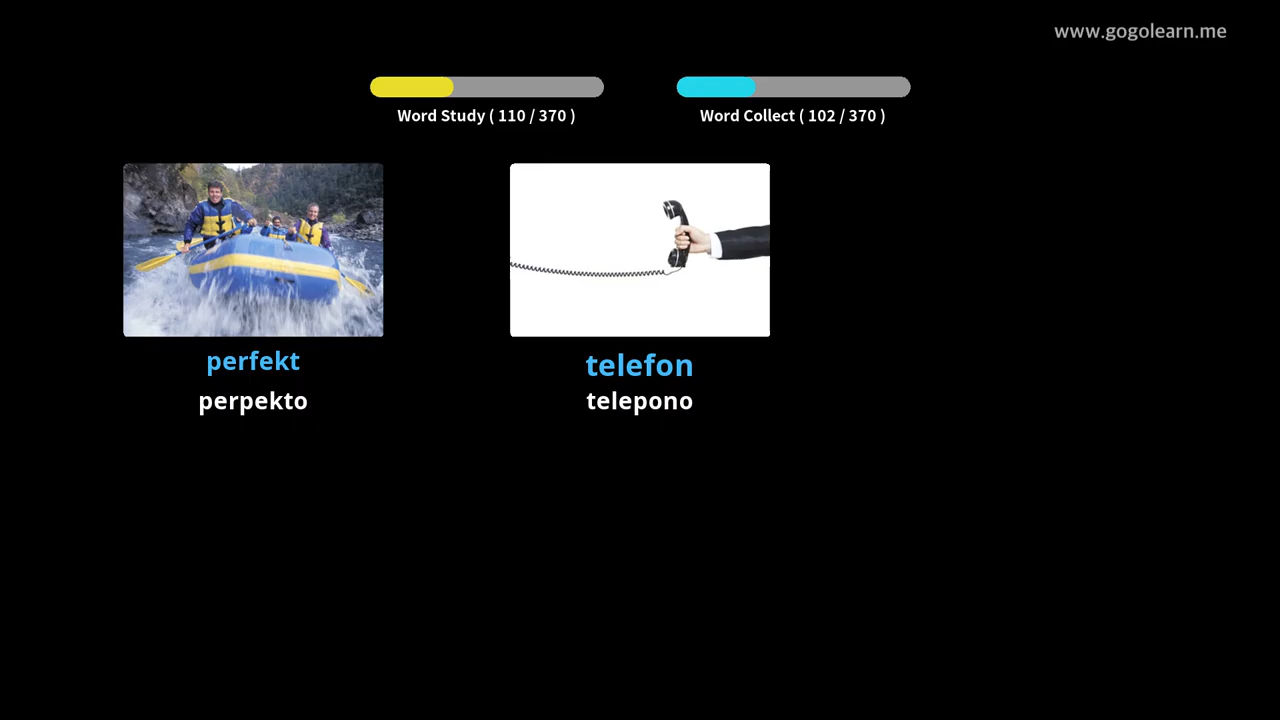 www.gogolearn.me
Word Study ( 110 / 370 )
Word Collect ( 102 / 370 )
perfekt
perpekto
telefon
telepono